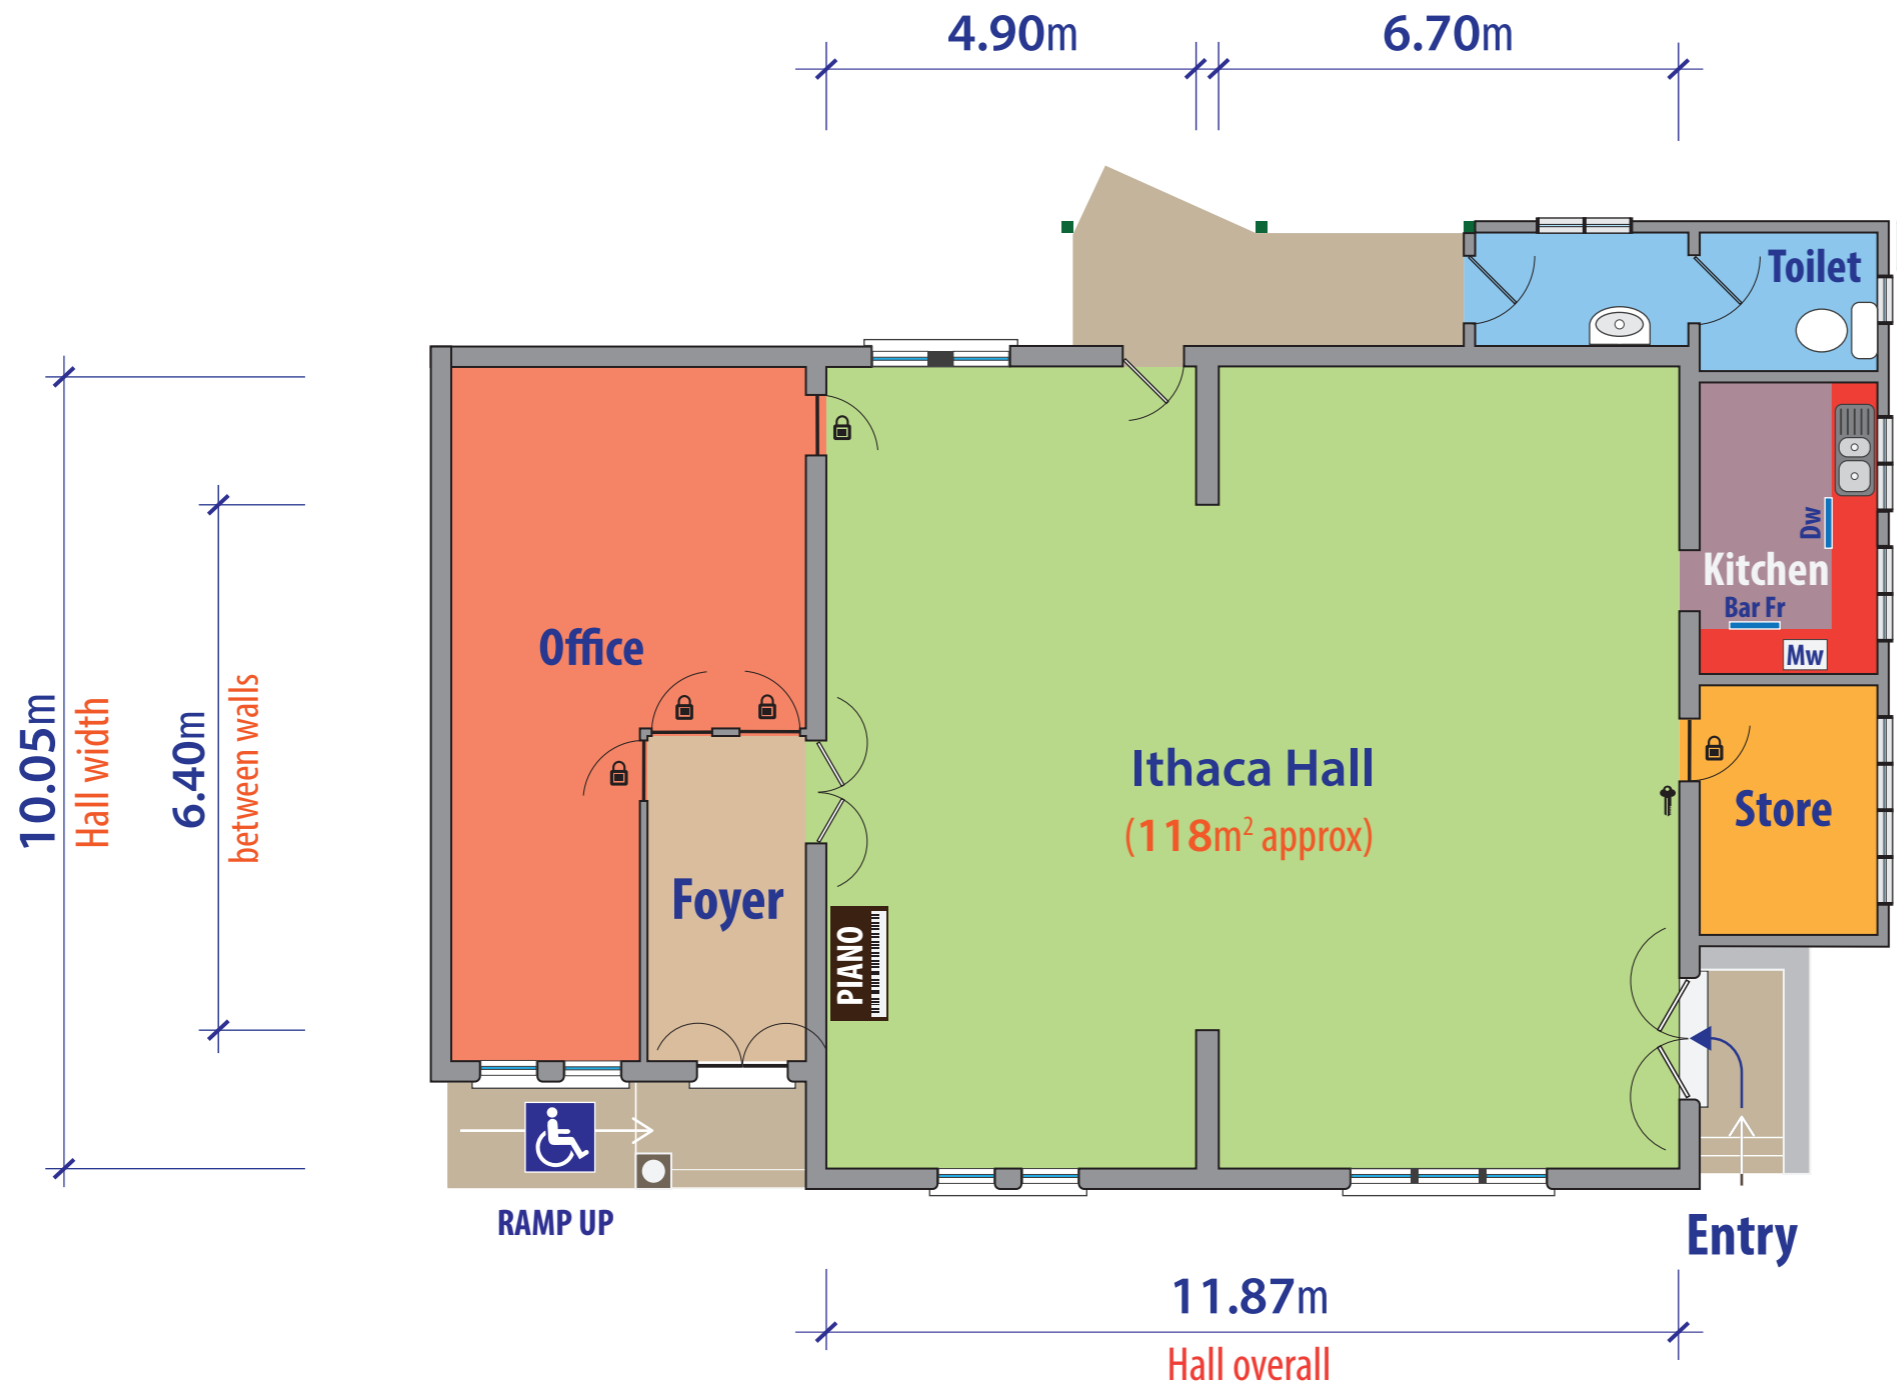 4.90m
6.70m
Toilet
Dw
Kitchen
Bar Fr
Mw
Office
10.05m
Hall width
6.40m
between walls
Ithaca Hall
(118m² approx)
Store
Foyer
PIANO
RAMP UP
Entry
11.87m
Hall overall